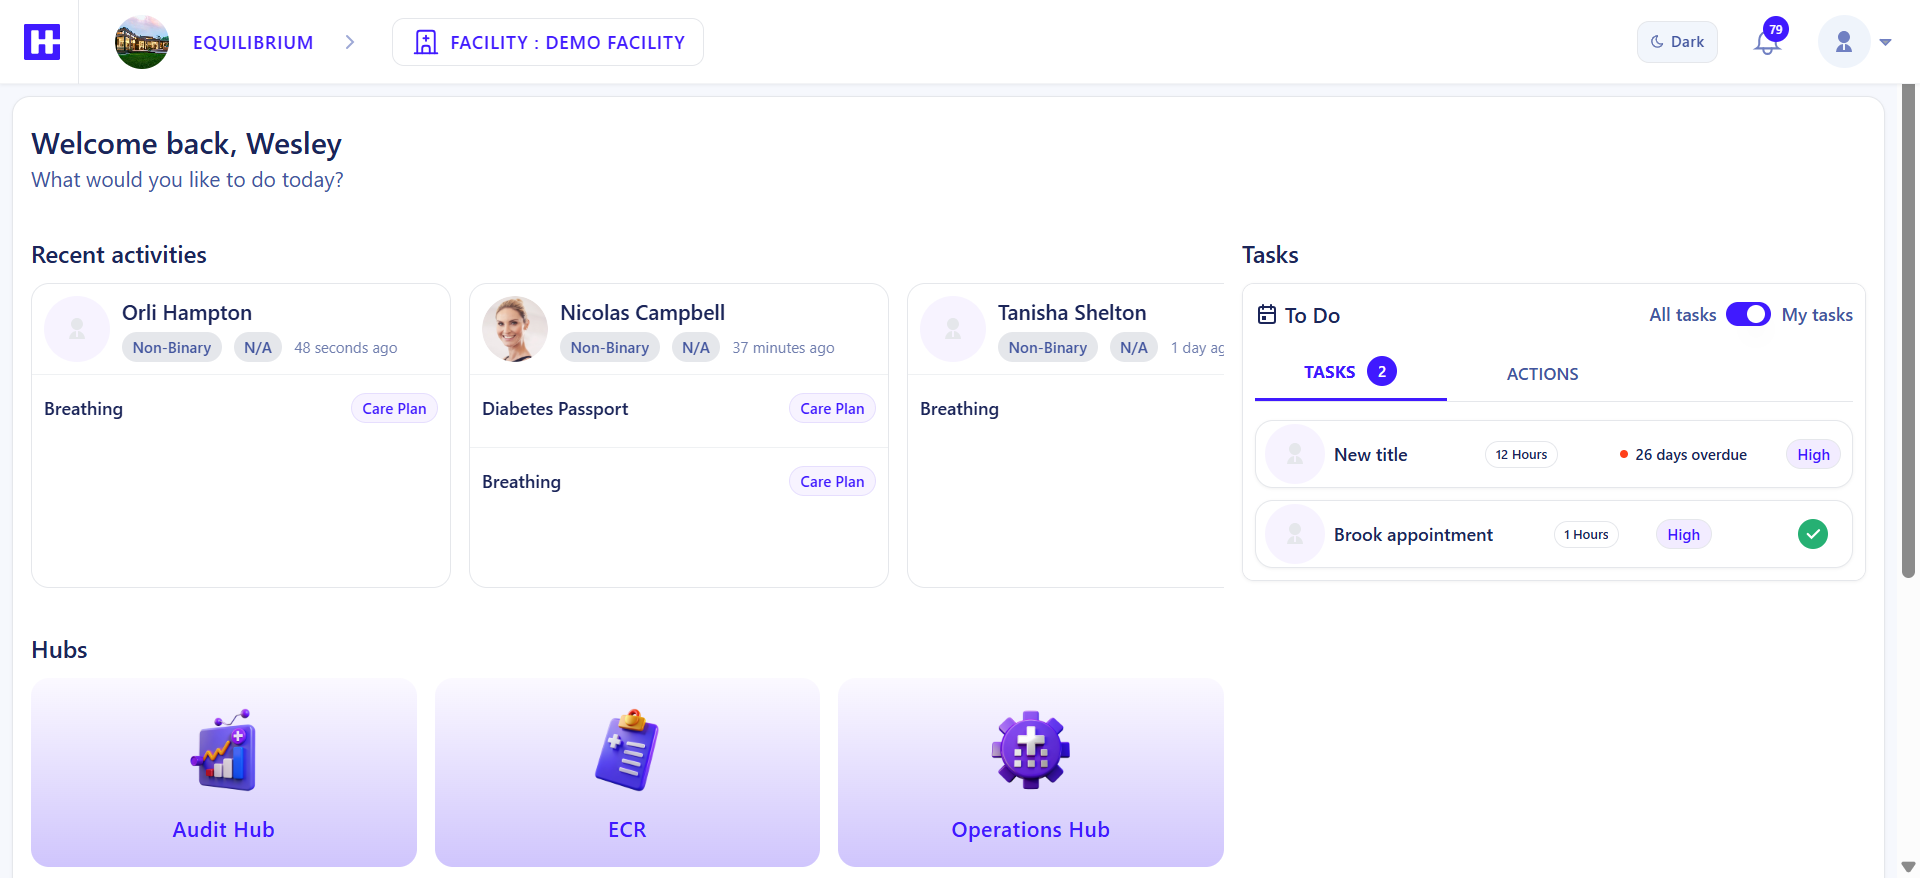 EQUILIBRIUM
FACILITY : DEMO FACILITY
Dark
79
Welcome back, Wesley
What would you like to do today?
Recent activities
Orli Hampton
Non-Binary N/A 48 seconds ago
Breathing Care Plan
Nicolas Campbell
Non-Binary N/A 37 minutes ago
Diabetes Passport Care Plan
Breathing Care Plan
Tanisha Shelton
Non-Binary N/A 1 day ag
Breathing
Tasks
To Do All tasks My tasks
TASKS 2 ACTIONS
New title 12 Hours 26 days overdue High
Brook appointment 1 Hours High
Hubs
Audit Hub
ECR
Operations Hub